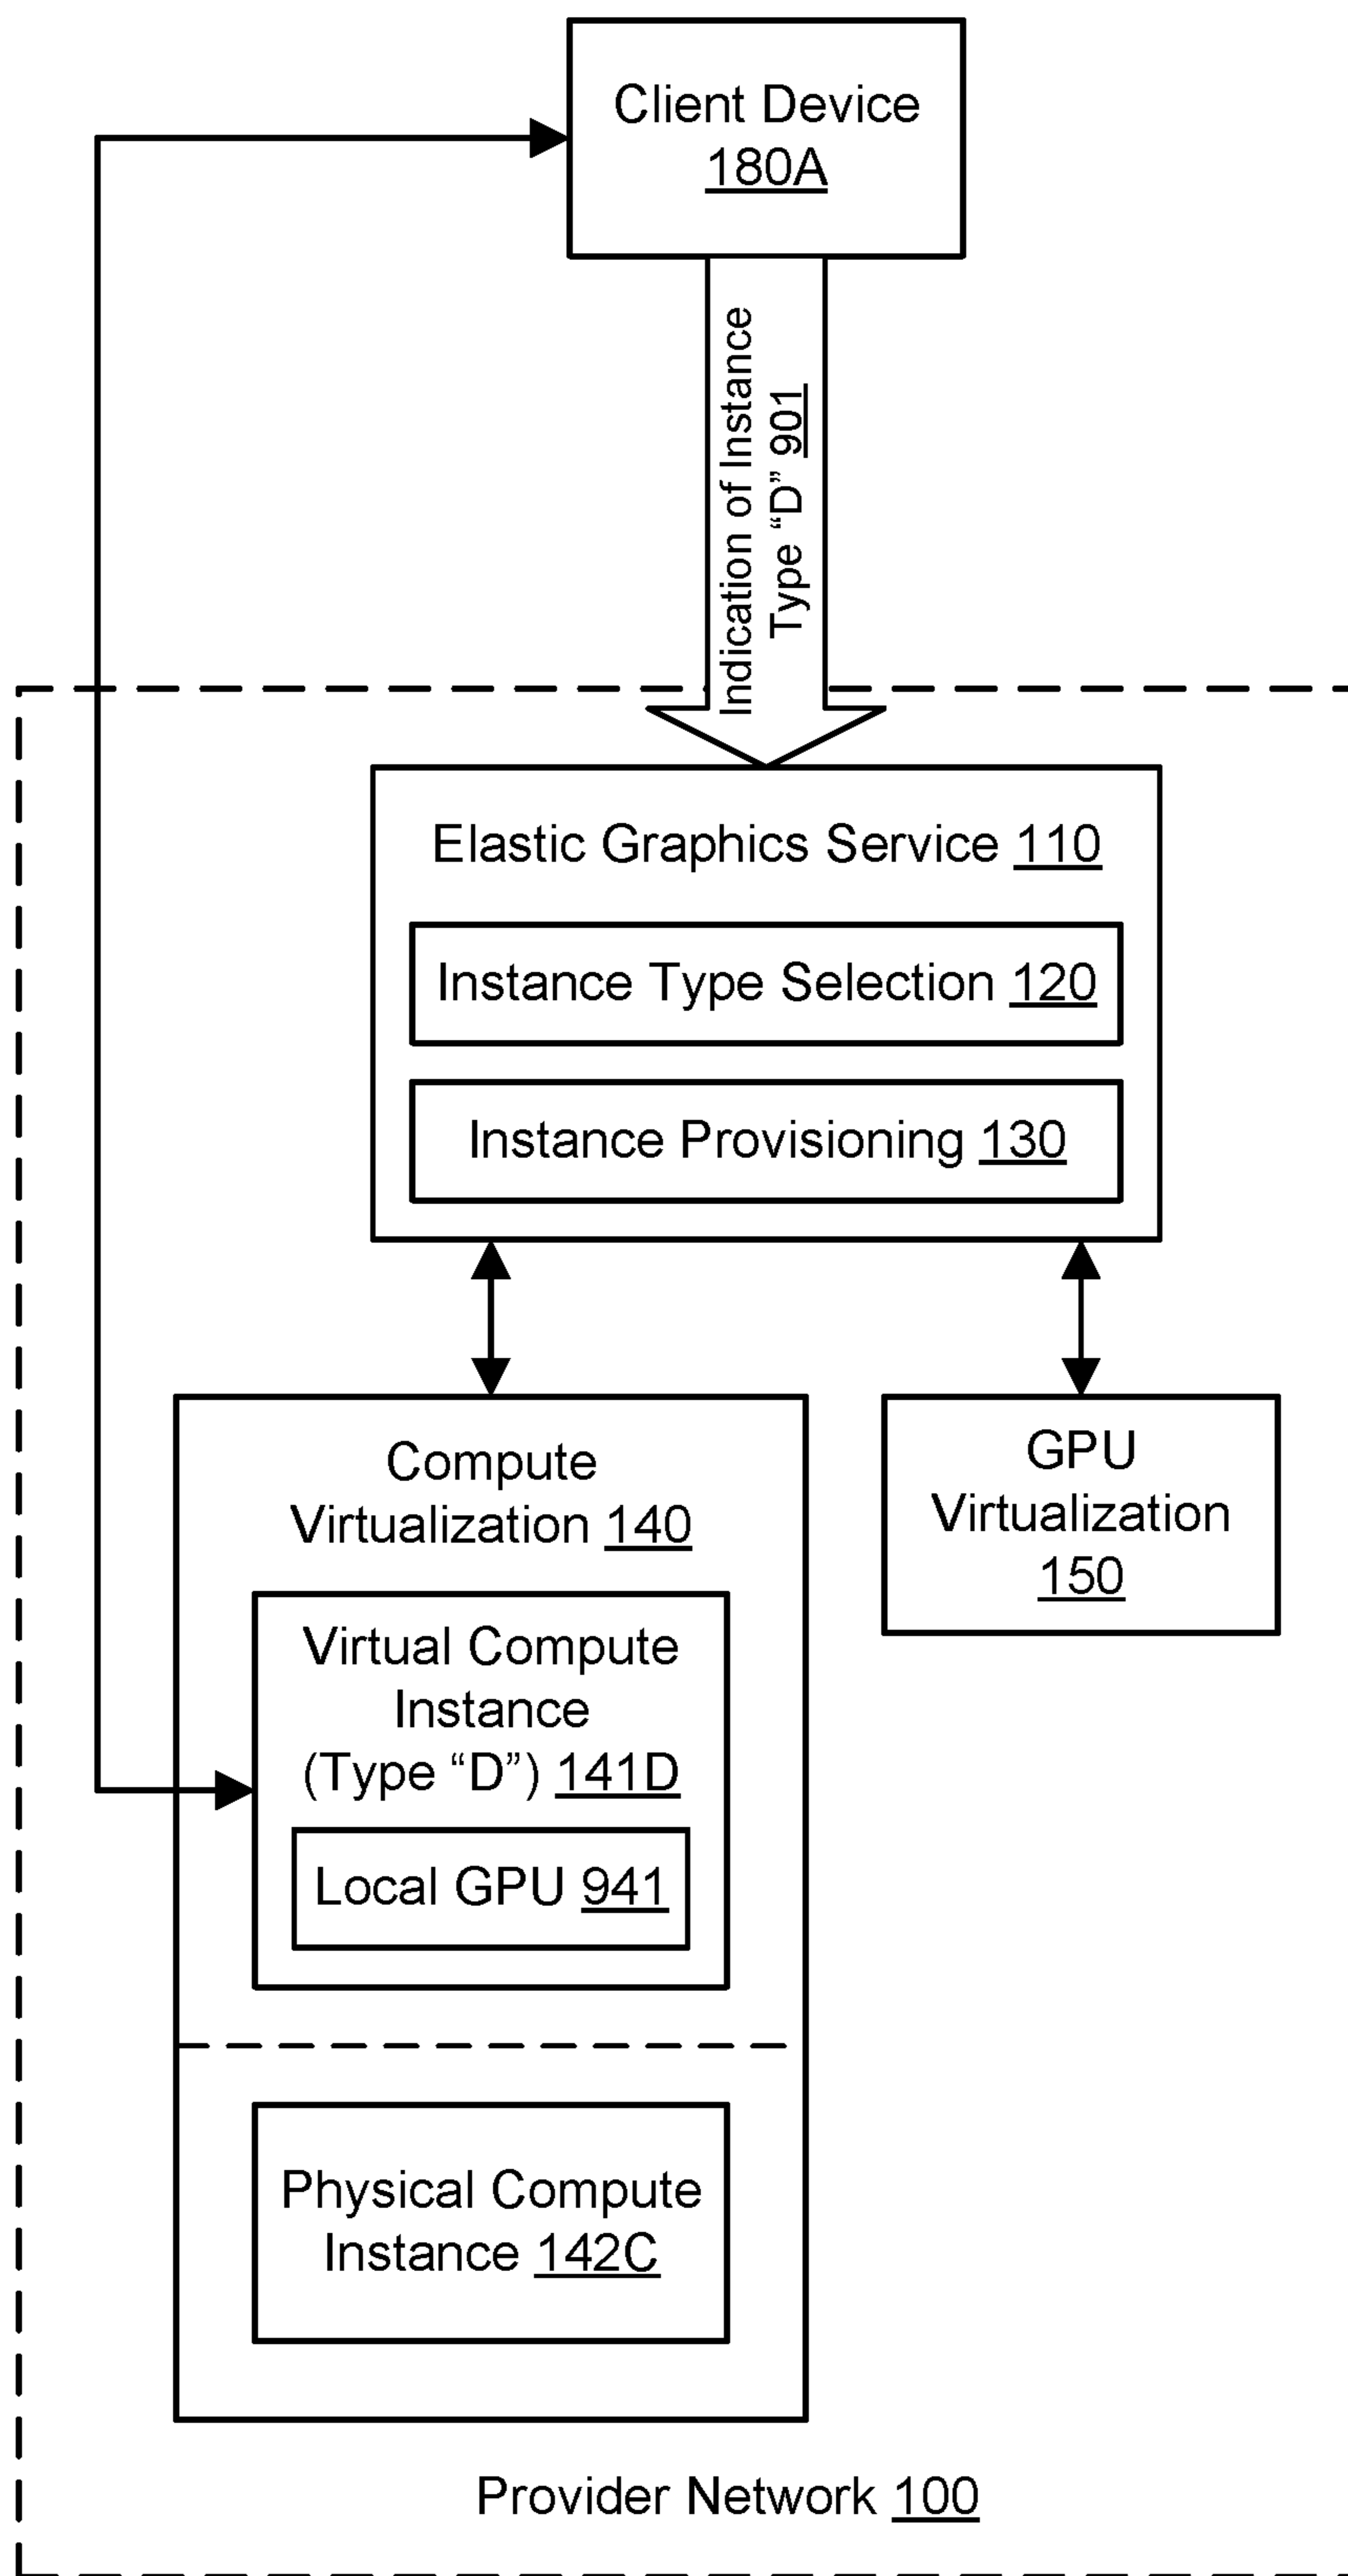 Client Device
180A
Indication of Instance
Type “D” 901
Elastic Graphics Service 110
Instance Type Selection 120
Instance Provisioning 130
Compute
Virtualization 140
Virtual Compute
Instance
(Type “D”) 141D
Local GPU 941
Physical Compute
Instance 142C
GPU
Virtualization
150
Provider Network 100